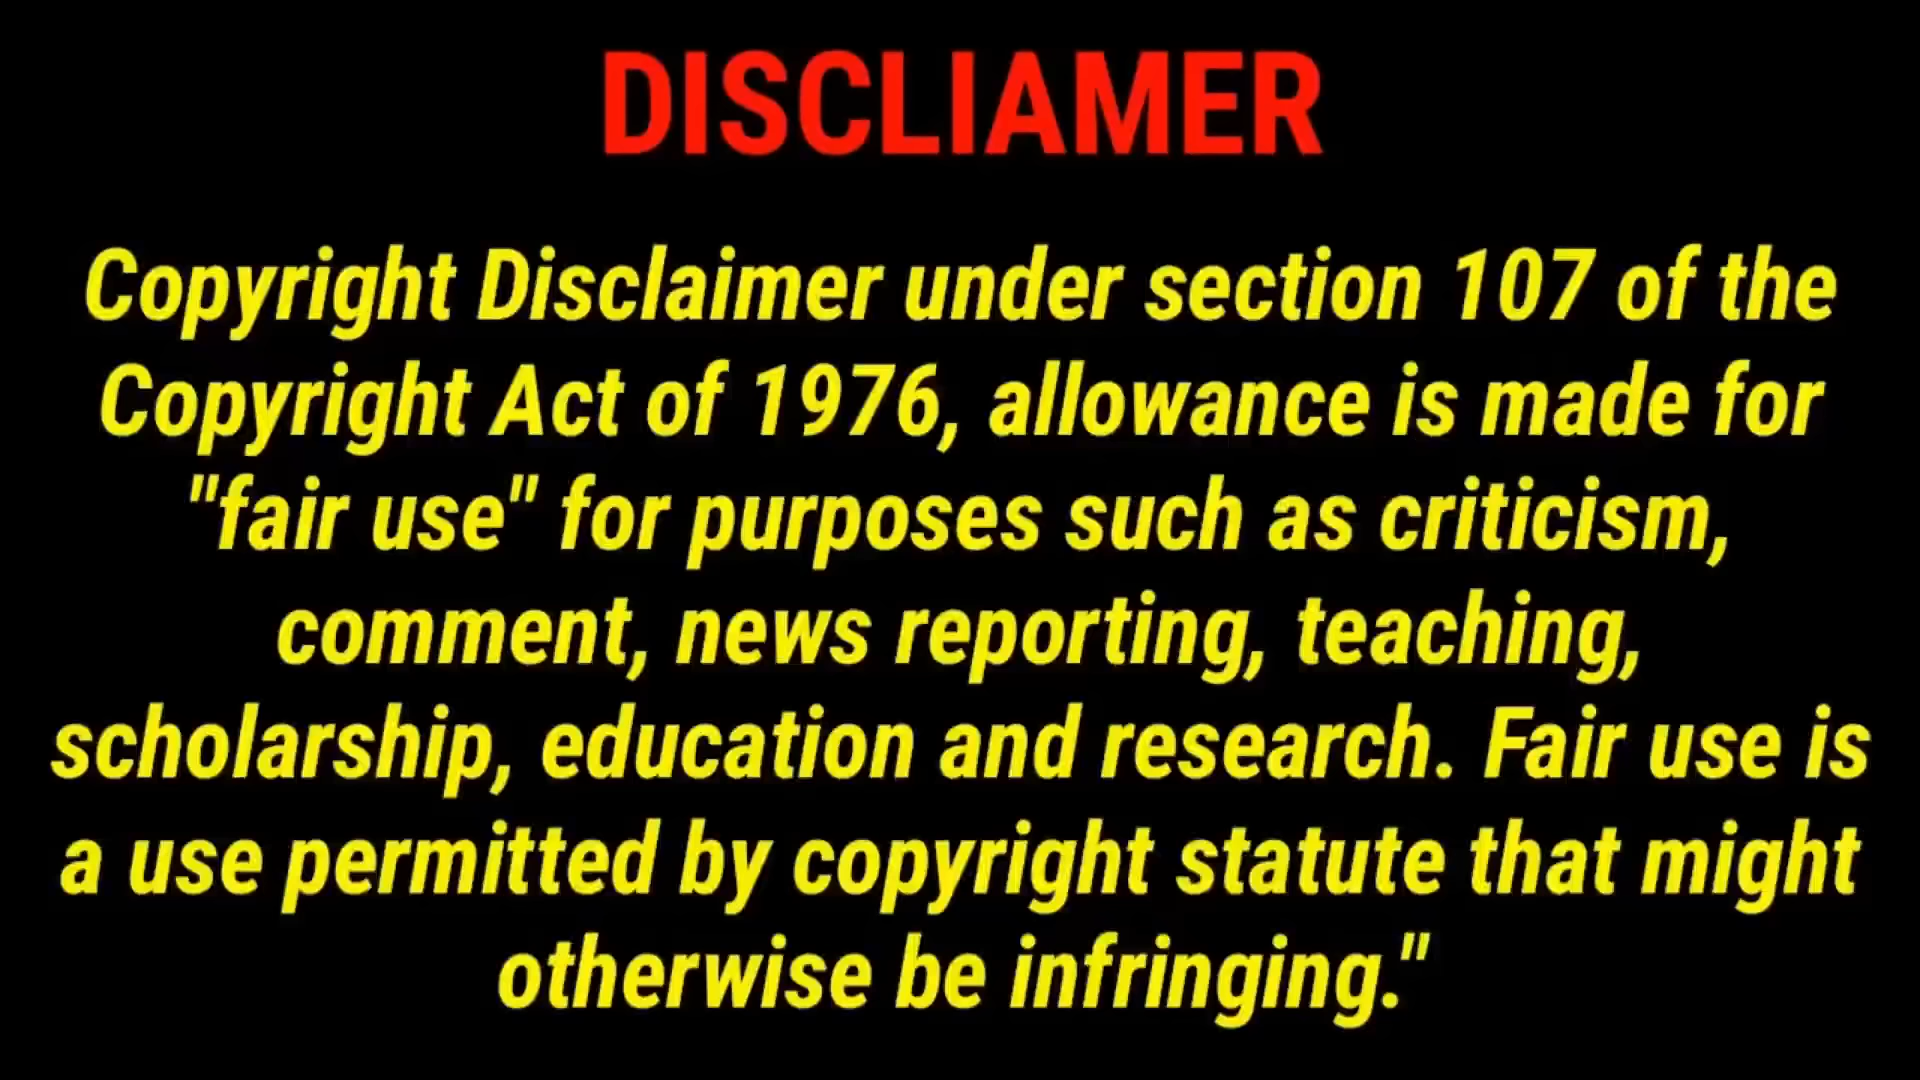 DISCLIAMER
Copyright Disclaimer under section 107 of the
Copyright Act of 1976, allowance is made for
"fair use" for purposes such as criticism,
comment, news reporting, teaching,
scholarship, education and research. Fair use is
a use permitted by copyright statute that might
otherwise be infringing."